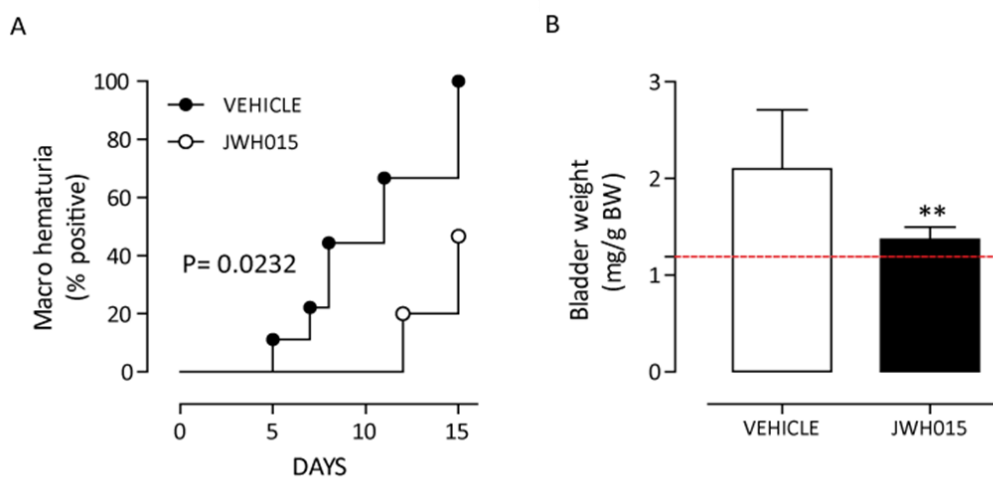 A
Macro hematuria
(% positive)
100
80
60
40
20
0
VEHICLE
JWH015
P= 0.0232
0
5
10
15
DAYS
B
Bladder weight
(mg/g BW)
3
2
1
0
**
VEHICLE
JWH015